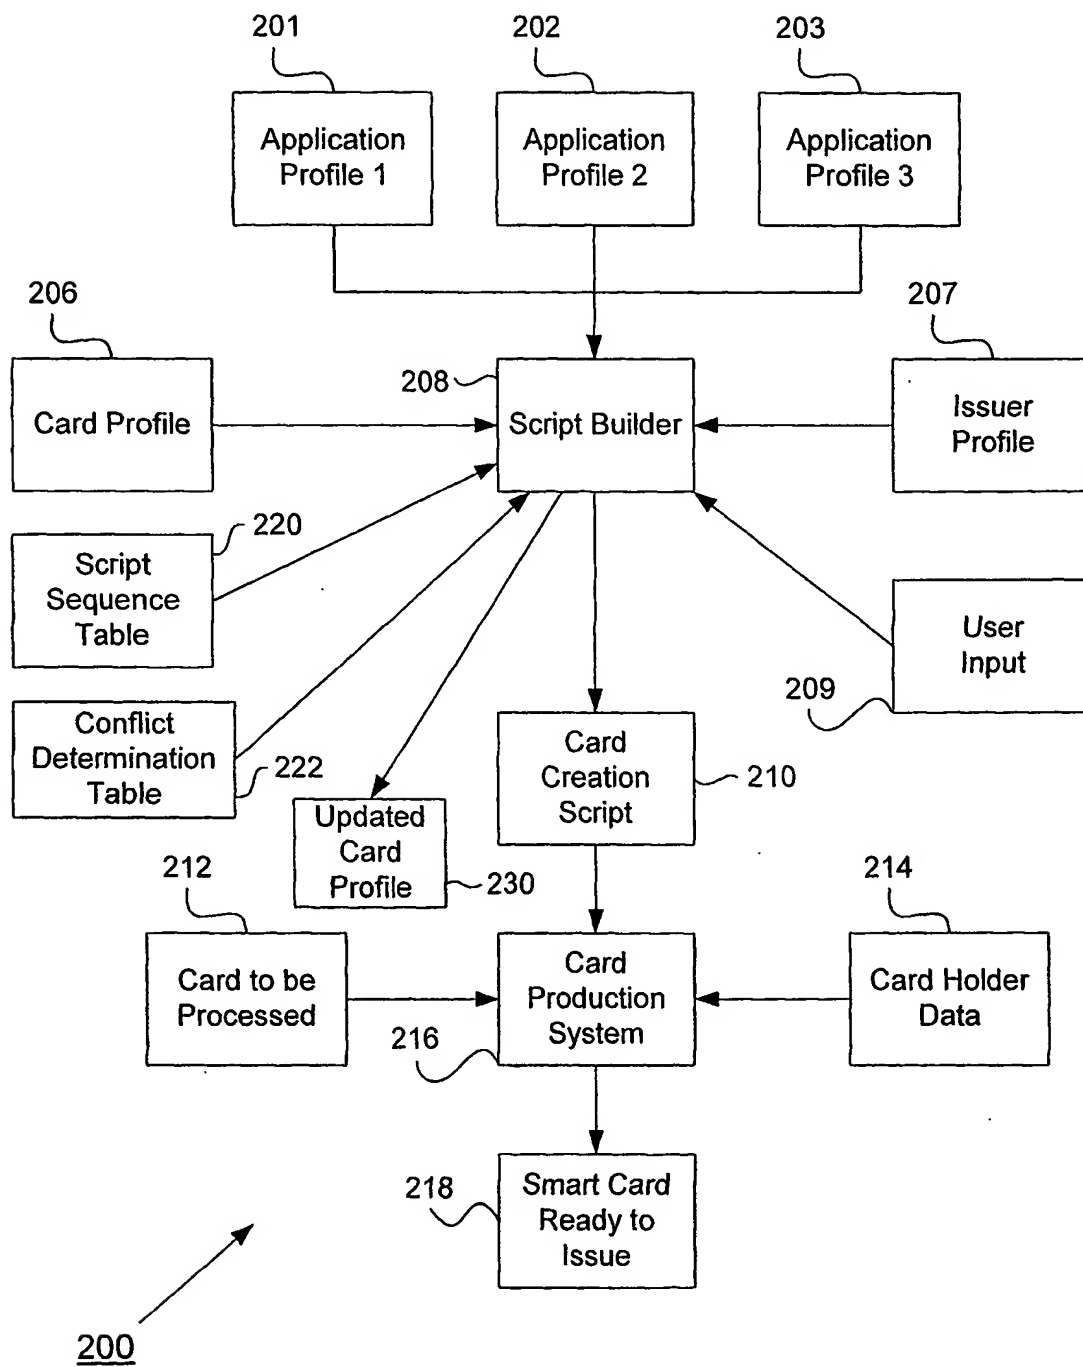 201
202
203
Application
Profile 1
Application
Profile 2
Application
Profile 3
206
207
Card Profile
208
Script Builder
Issuer
Profile
220
Script
Sequence
Table
User
Input
209
Conflict
Determination
Table
222
Card
Creation
Script
210
Updated
Card
Profile
230
212
214
Card to be
Processed
Card
Production
System
216
Card Holder
Data
218
Smart Card
Ready to
Issue
200